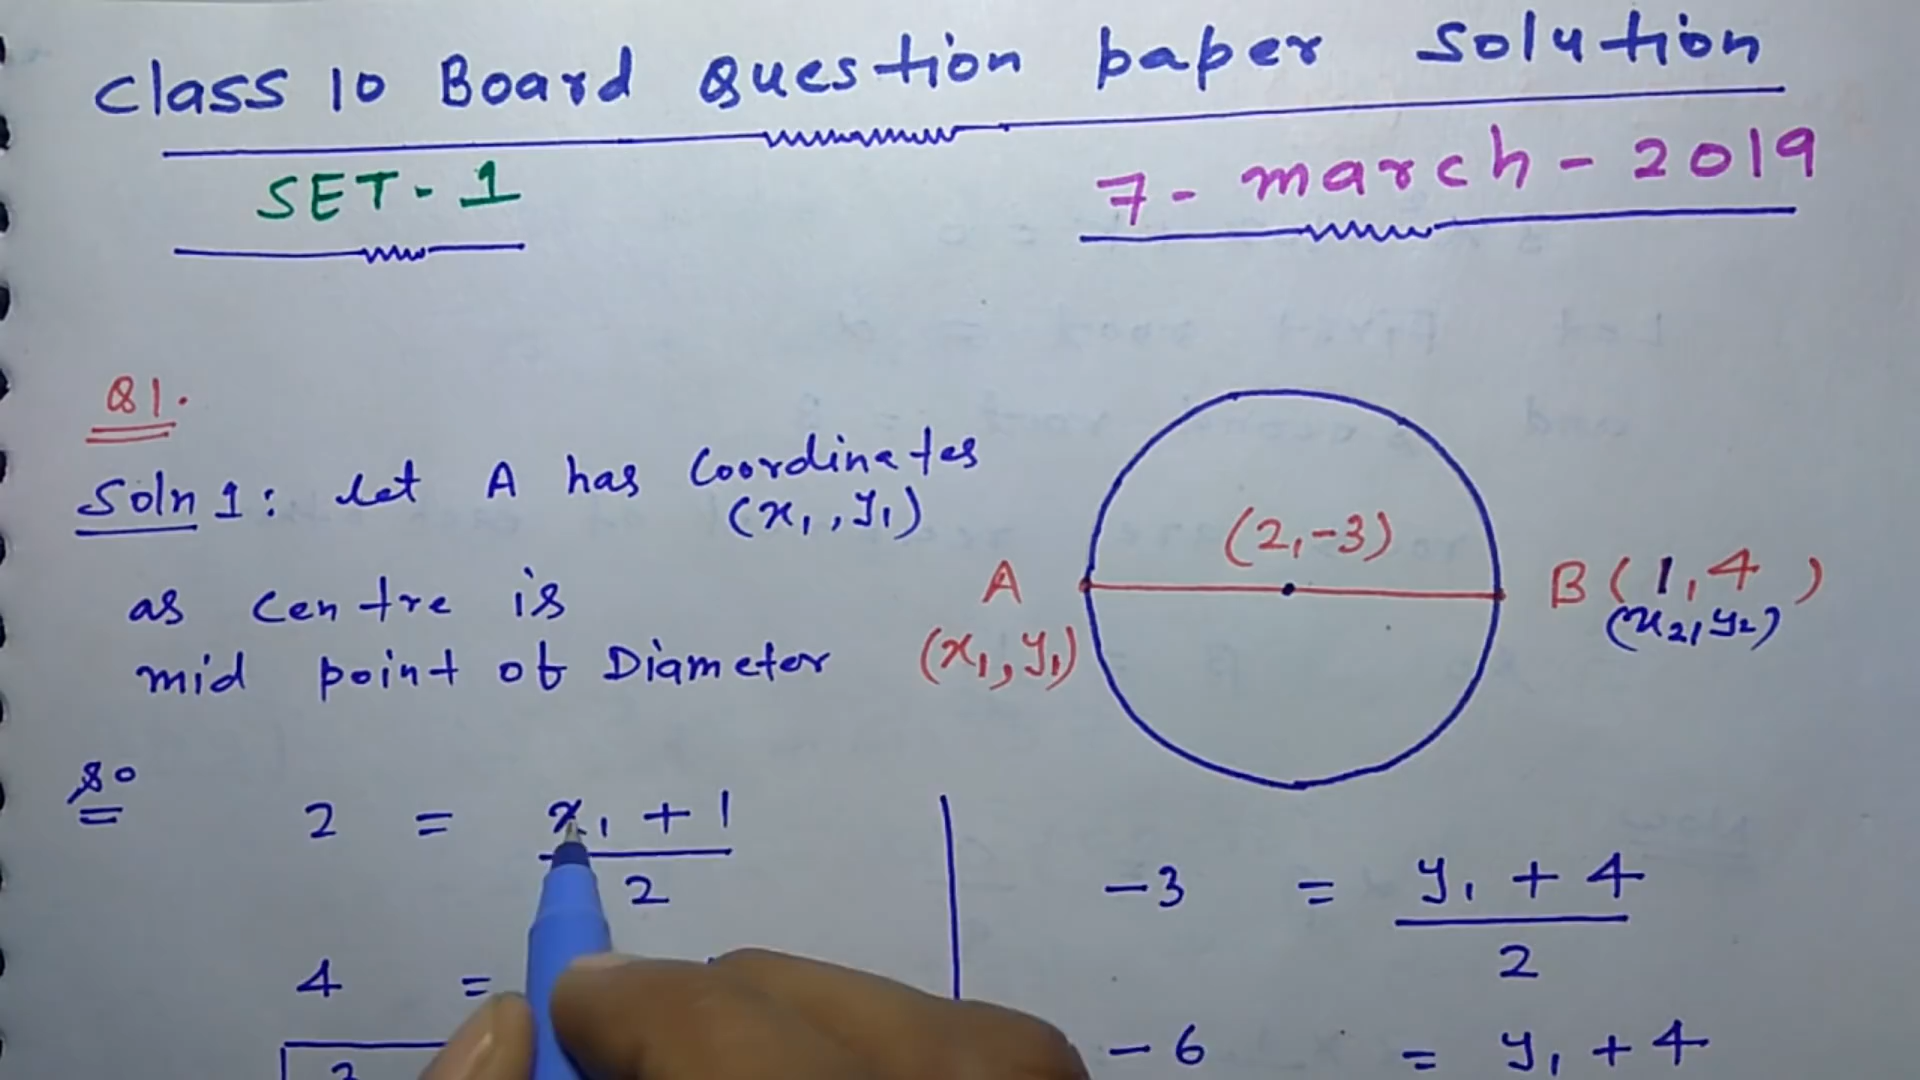 Class 10 Board Question paper solution
SET-1
7-march-2019
Q1.
Soln 1: let A has Coordinates
(x₁, y₁)
as Centre is
mid point of Diameter
A
(x₁, y₁)
(2,-3)
B (1,4)
(x₂, y₂)
so
2 = x₁ + 1
2
4 =
3
-3 = y₁ + 4
2
-6 = y₁ + 4